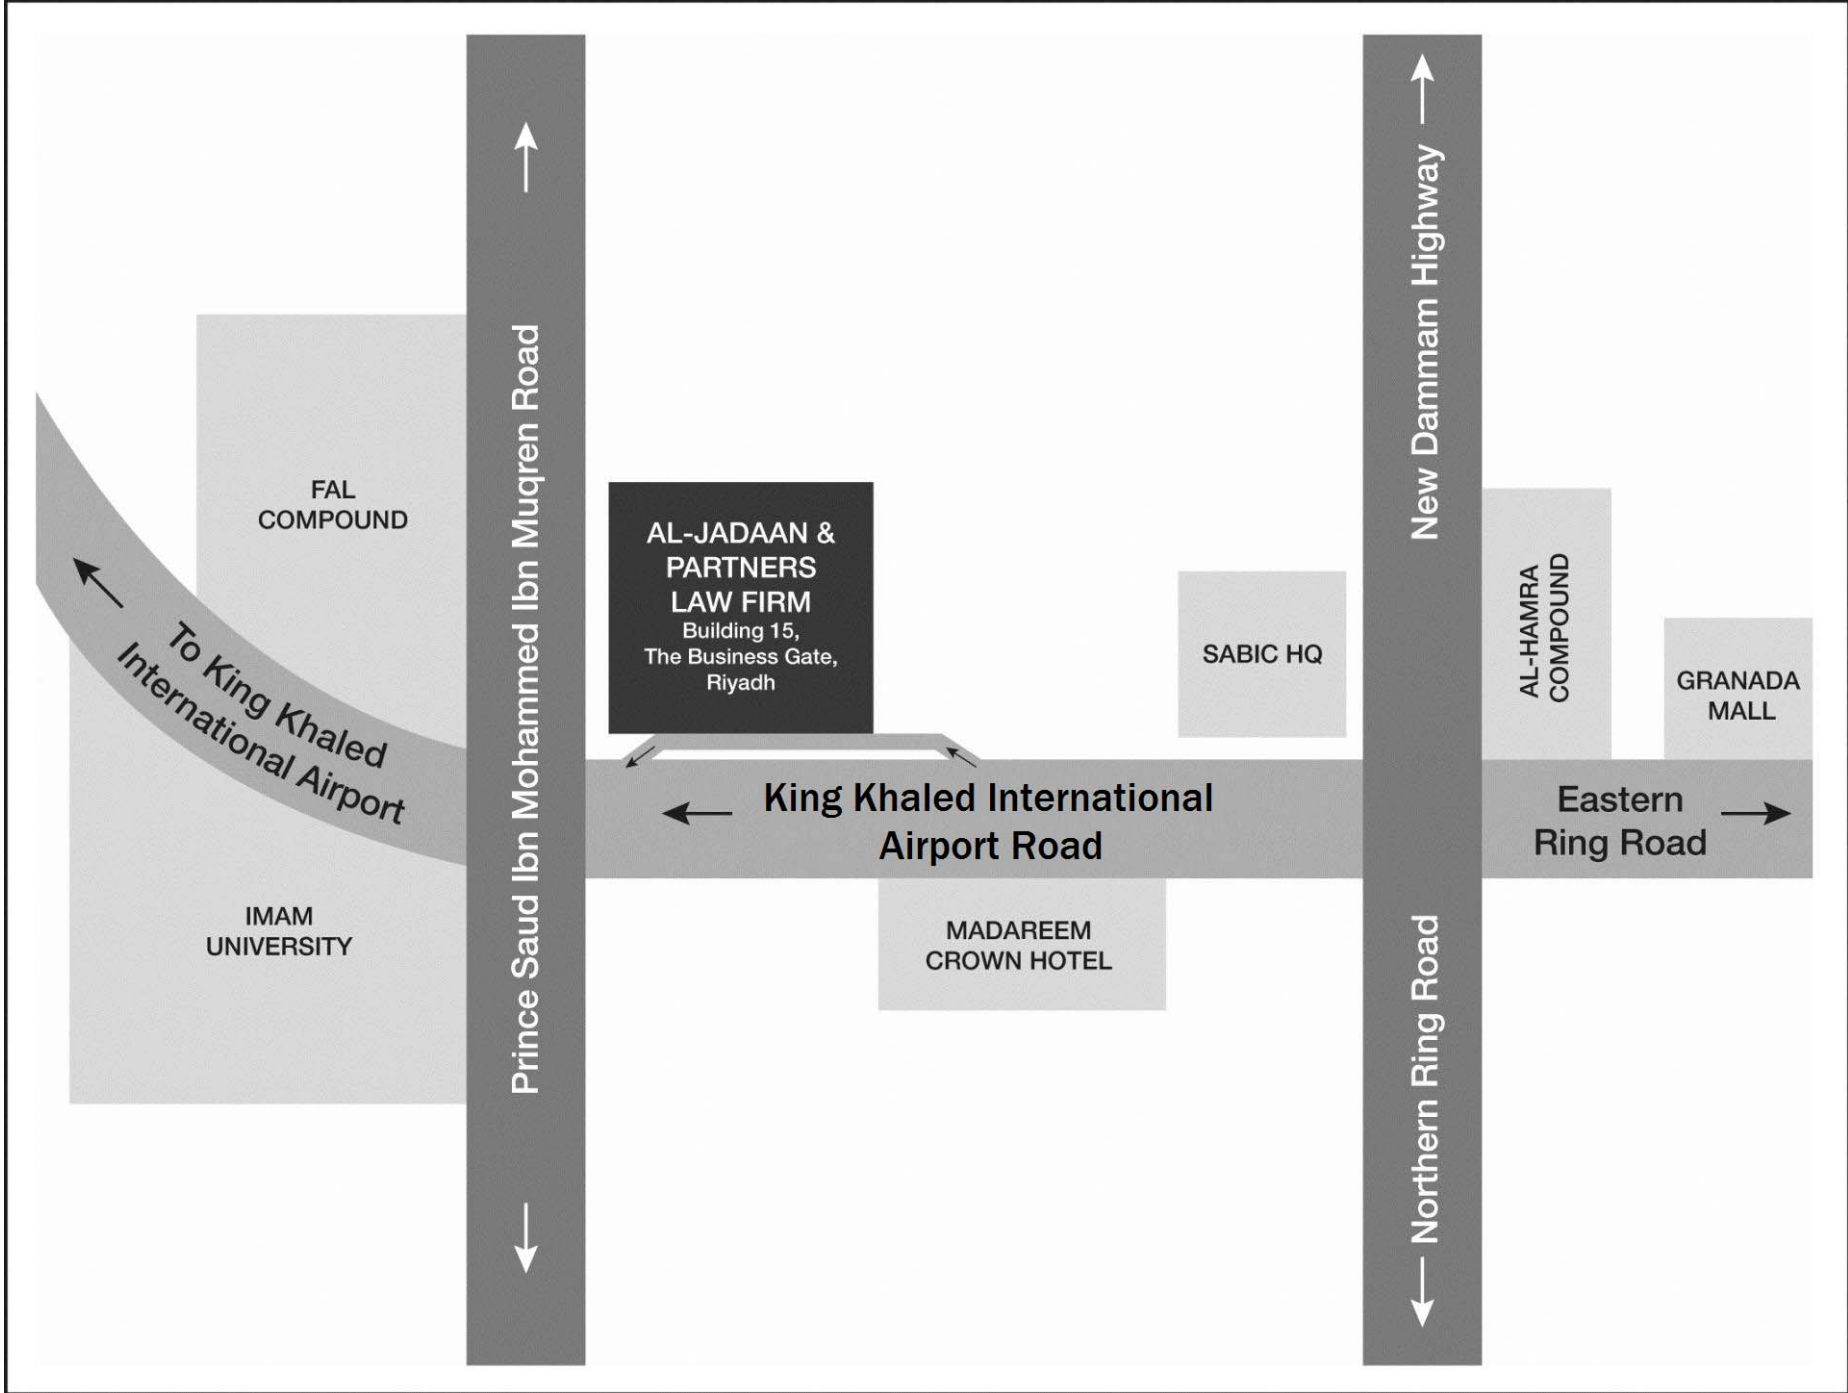 FAL
COMPOUND
To King Khaled
International Airport
IMAM
UNIVERSITY
Prince Saud Ibn Mohammed Ibn Muqren Road
AL-JADAAN &
PARTNERS
LAW FIRM
Building 15,
The Business Gate,
Riyadh
King Khaled International
Airport Road
MADAREEM
CROWN HOTEL
SABIC HQ
New Dammam Highway
Northern Ring Road
AL-HAMRA
COMPOUND
GRANADA
MALL
Eastern
Ring Road